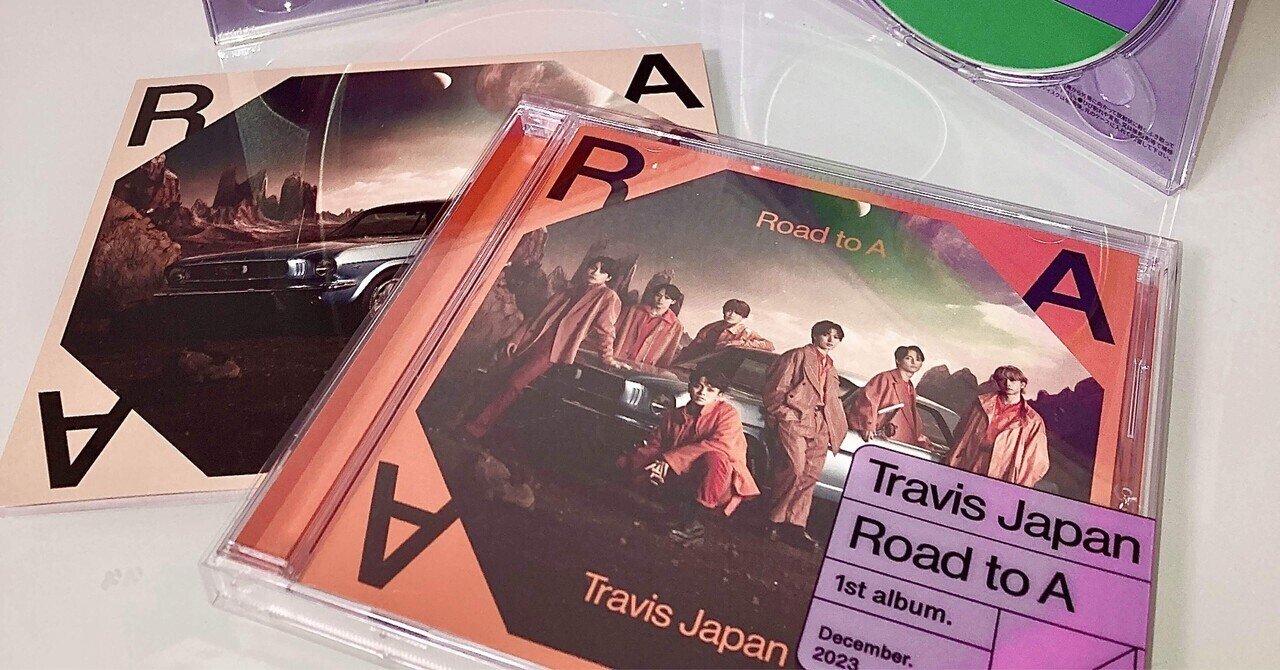 R
A
A
R
A
A
Road to A
Travis Japan
Travis Japan
Road to A
1st album.
December.
2023